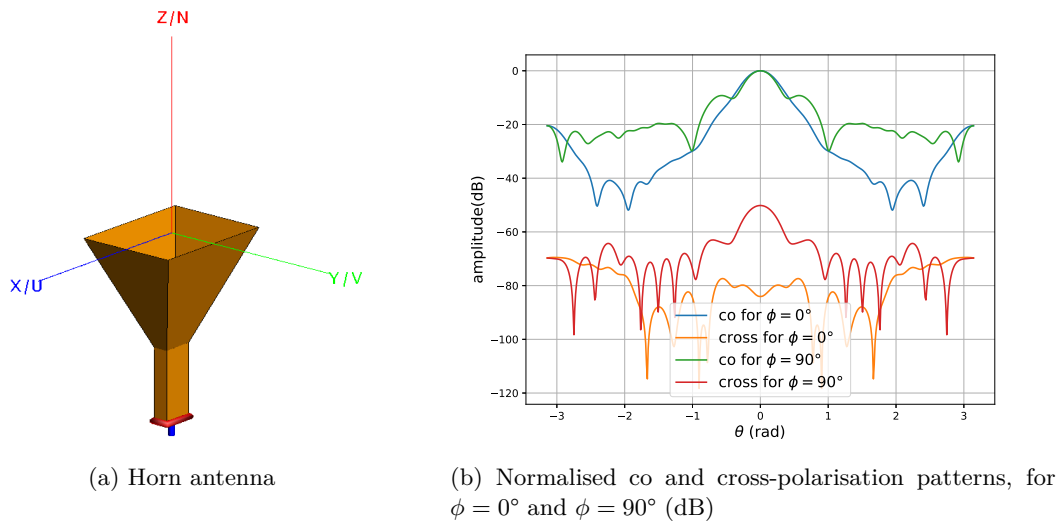 Z/N
X/U
Y/V
(a) Horn antenna
amplitude(dB)
0
−20
−40
−60
−80
−100
−120
−3 −2 −1 0 1 2 3
θ (rad)
co for ϕ = 0°
cross for ϕ = 0°
co for ϕ = 90°
cross for ϕ = 90°
(b) Normalised co and cross-polarisation patterns, for
ϕ = 0° and ϕ = 90° (dB)